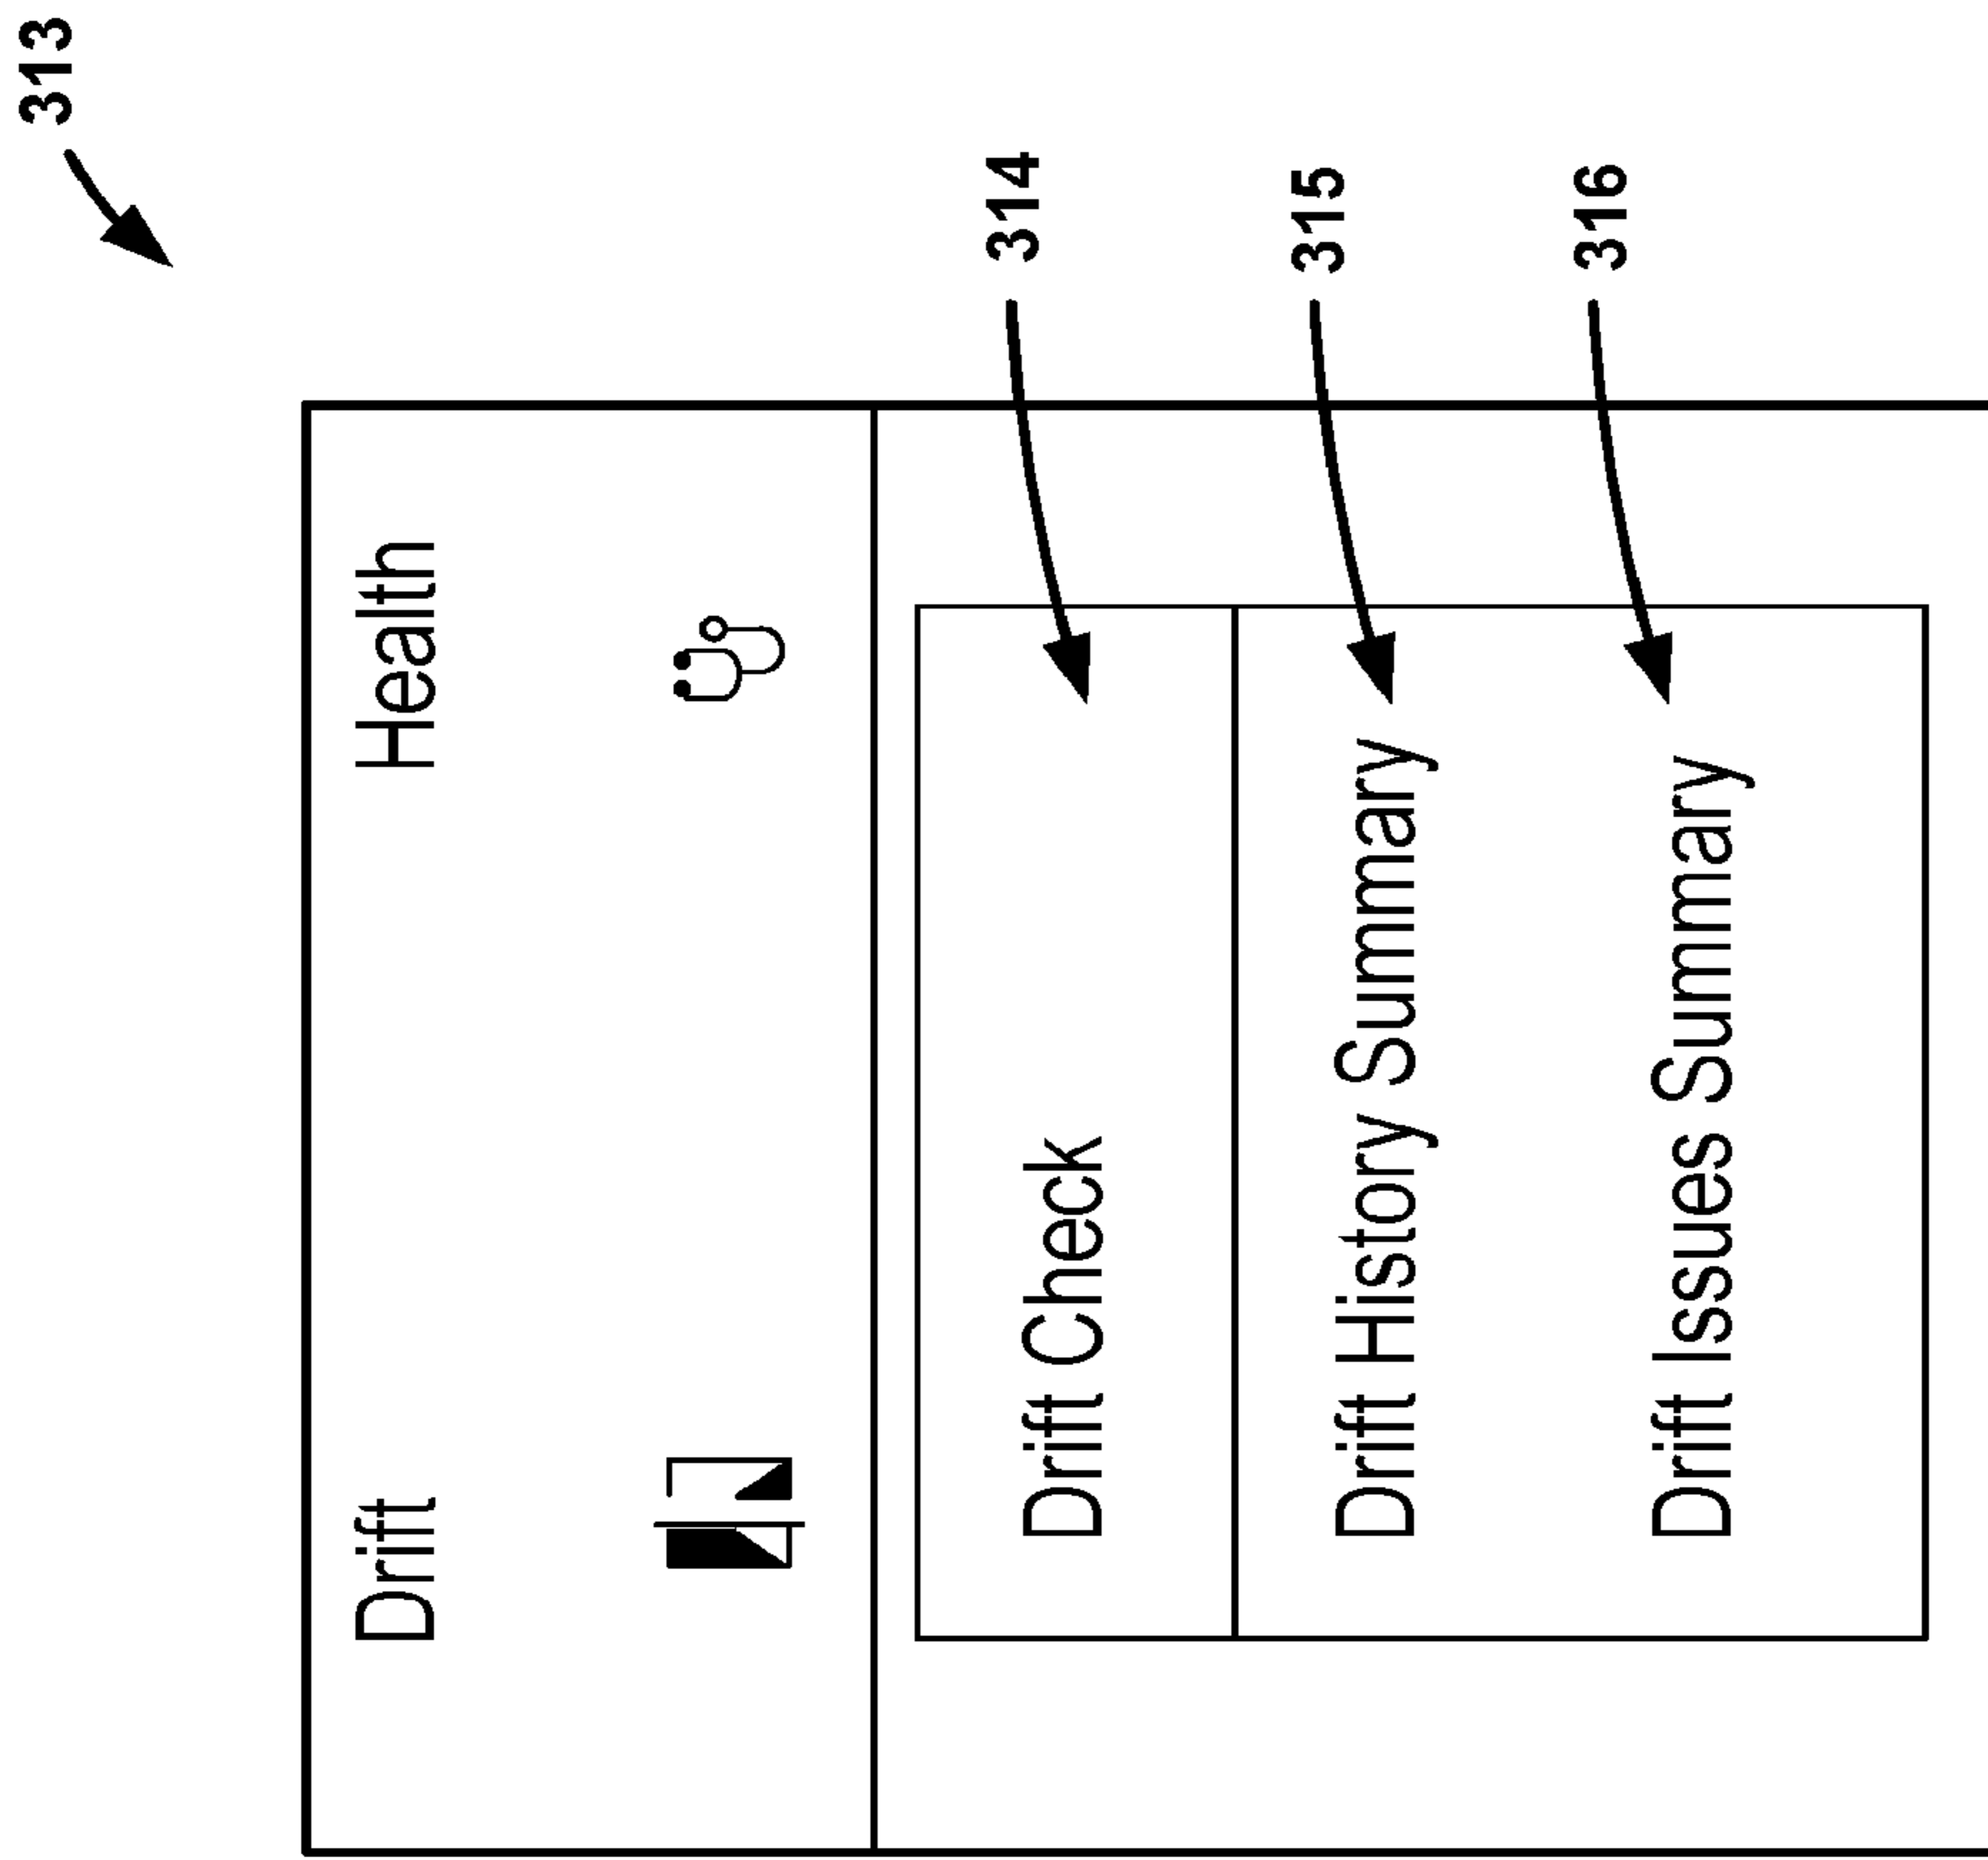 313
Drift Health
Drift Check 314
Drift History Summary 315
Drift Issues Summary 316